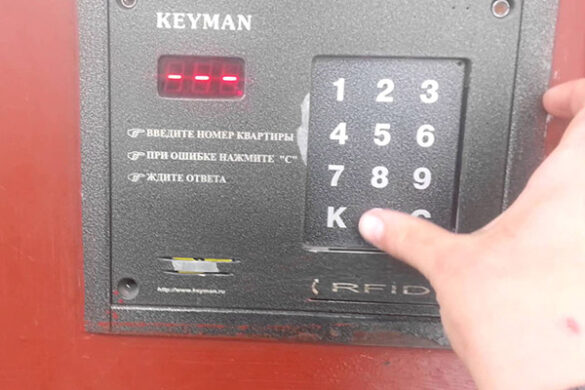 KEYMAN
---
ВВЕДИТЕ НОМЕР КВАРТИРЫ
ПРИ ОШИБКЕ НАЖМИТЕ "С"
ЖДИТЕ ОТВЕТА
1 2 3
4 5 6
7 8 9
K C
http://www.keyman.ru
RFiD